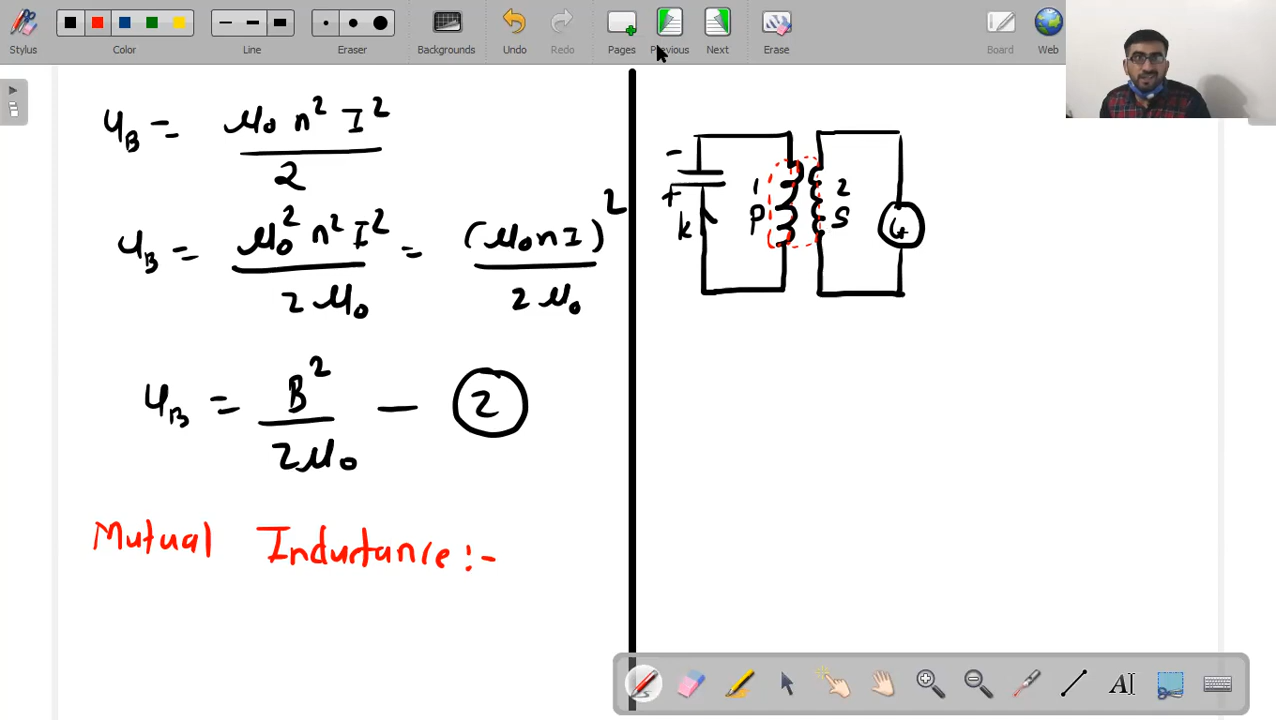 Stylus
Color
Line
Eraser
Backgrounds
Undo
Redo
Pages
Previous
Next
Erase
Board
Web
u_B = μ₀ n² I² / 2
u_B = μ₀² n² I² / 2μ₀ = (μ₀nI)² / 2μ₀
u_B = B² / 2μ₀ — ②
Mutual Inductance :-
-
+
k
1
P
2
S
G